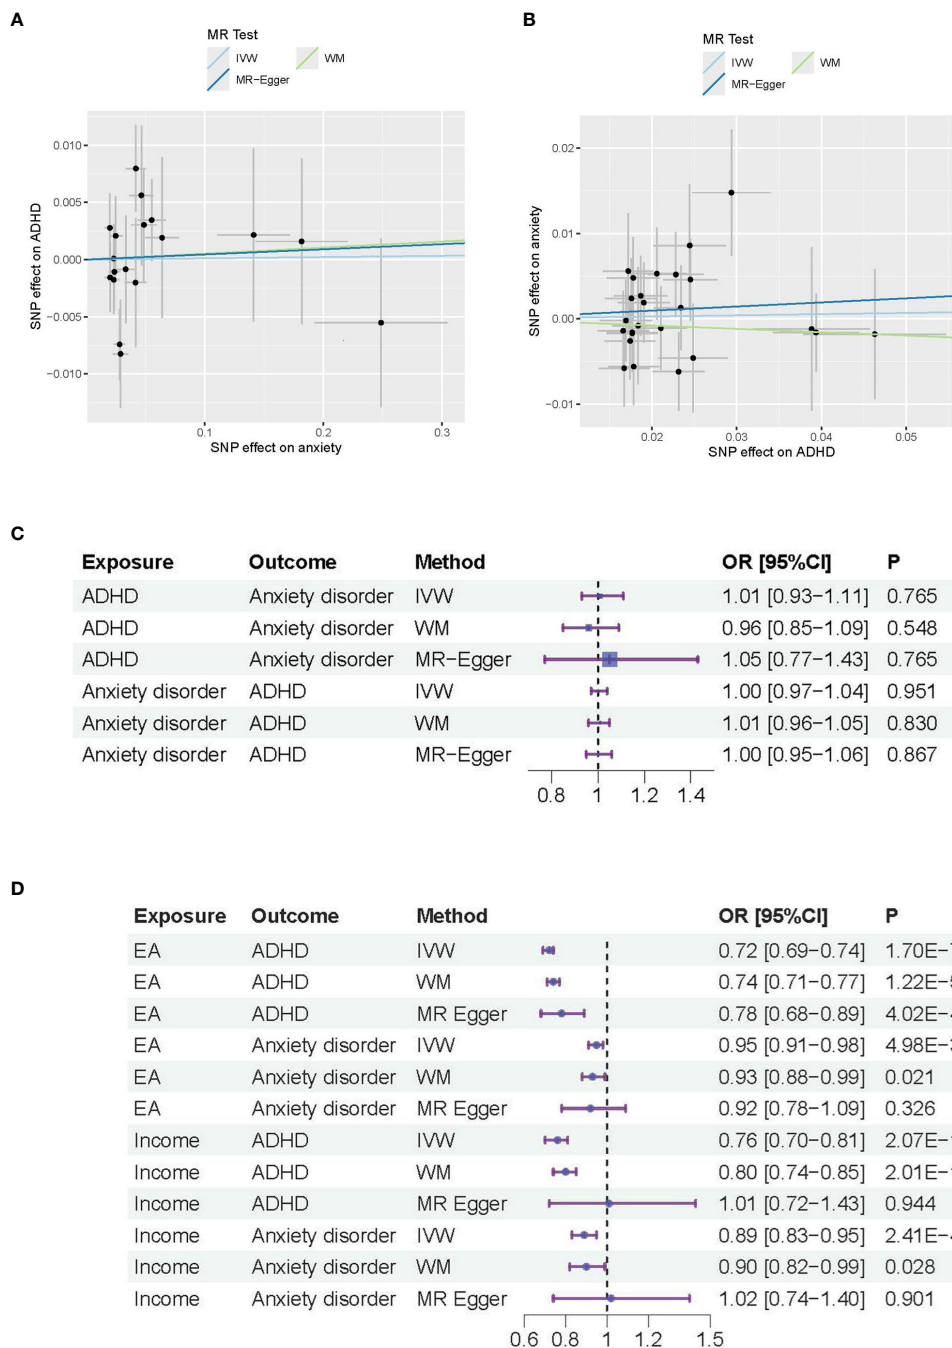 A
MR Test
IVW
WM
MR−Egger
0.010
0.005
0.000
−0.005
−0.010
SNP effect on ADHD
0.1
0.2
0.3
SNP effect on anxiety
B
MR Test
IVW
WM
MR−Egger
0.02
0.01
0.00
−0.01
SNP effect on anxiety
0.02
0.03
0.04
0.05
SNP effect on ADHD
C
Exposure Outcome Method OR [95%CI] P
ADHD Anxiety disorder IVW 1.01 [0.93−1.11] 0.765
ADHD Anxiety disorder WM 0.96 [0.85−1.09] 0.548
ADHD Anxiety disorder MR−Egger 1.05 [0.77−1.43] 0.765
Anxiety disorder ADHD IVW 1.00 [0.97−1.04] 0.951
Anxiety disorder ADHD WM 1.01 [0.96−1.05] 0.830
Anxiety disorder ADHD MR−Egger 1.00 [0.95−1.06] 0.867
0.8 1 1.2 1.4
D
Exposure Outcome Method OR [95%CI] P
EA ADHD IVW 0.72 [0.69−0.74] 1.70E−
EA ADHD WM 0.74 [0.71−0.77] 1.22E−
EA ADHD MR Egger 0.78 [0.68−0.89] 4.02E−
EA Anxiety disorder IVW 0.95 [0.91−0.98] 4.98E−
EA Anxiety disorder WM 0.93 [0.88−0.99] 0.021
EA Anxiety disorder MR Egger 0.92 [0.78−1.09] 0.326
Income ADHD IVW 0.76 [0.70−0.81] 2.07E−
Income ADHD WM 0.80 [0.74−0.85] 2.01E−
Income ADHD MR Egger 1.01 [0.72−1.43] 0.944
Income Anxiety disorder IVW 0.89 [0.83−0.95] 2.41E−
Income Anxiety disorder WM 0.90 [0.82−0.99] 0.028
Income Anxiety disorder MR Egger 1.02 [0.74−1.40] 0.901
0.6 0.8 1 1.2 1.5